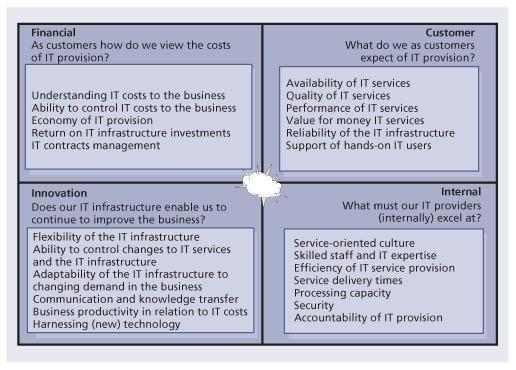 Financial
As customers how do we view the costs
of IT provision?
Understanding IT costs to the business
Ability to control IT costs to the business
Economy of IT provision
Return on IT infrastructure investments
IT contracts management
Customer
What do we as customers
expect of IT provision?
Availability of IT services
Quality of IT services
Performance of IT services
Value for money IT services
Reliability of the IT infrastructure
Support of hands-on IT users
Innovation
Does our IT infrastructure enable us to
continue to improve the business?
Flexibility of the IT infrastructure
Ability to control changes to IT services
and the IT infrastructure
Adaptability of the IT infrastructure to
changing demand in the business
Communication and knowledge transfer
Business productivity in relation to IT costs
Harnessing (new) technology
Internal
What must our IT providers
(internally) excel at?
Service-oriented culture
Skilled staff and IT expertise
Efficiency of IT service provision
Service delivery times
Processing capacity
Security
Accountability of IT provision